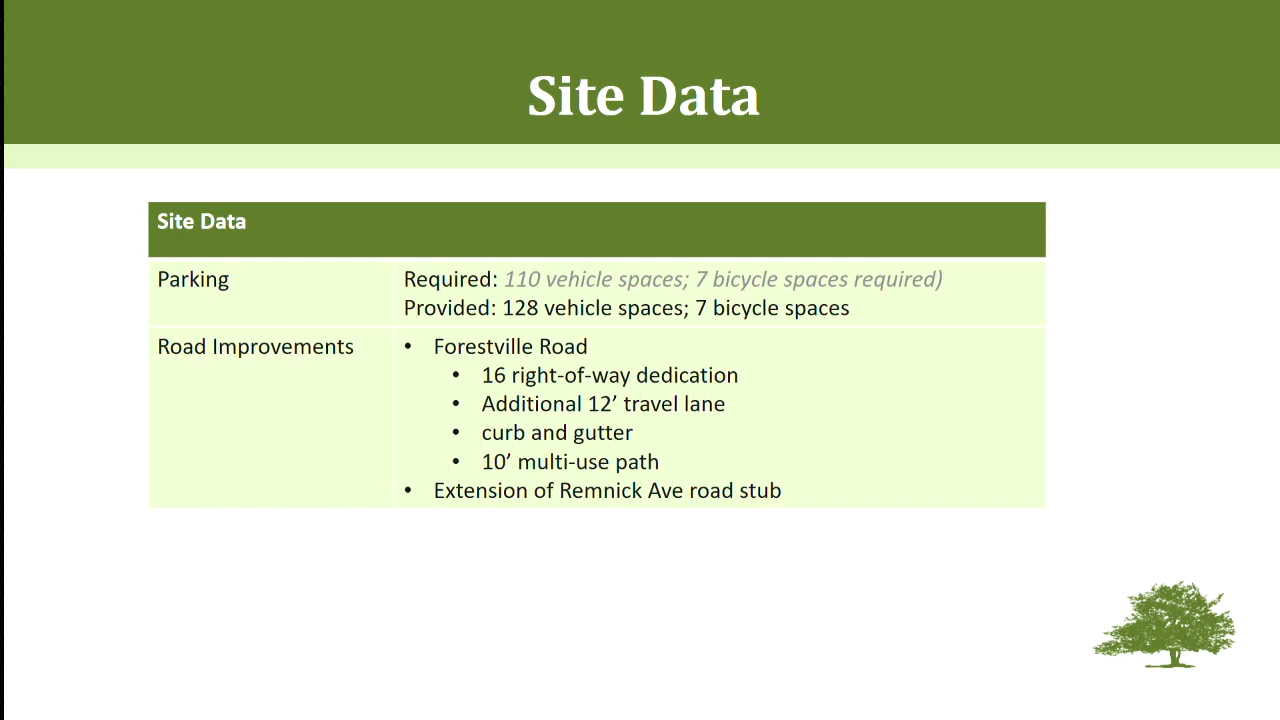 Site Data
Site Data
Parking
Required: 110 vehicle spaces; 7 bicycle spaces required)
Provided: 128 vehicle spaces; 7 bicycle spaces
Road Improvements
• Forestville Road
• 16 right-of-way dedication
• Additional 12’ travel lane
• curb and gutter
• 10’ multi-use path
• Extension of Remnick Ave road stub